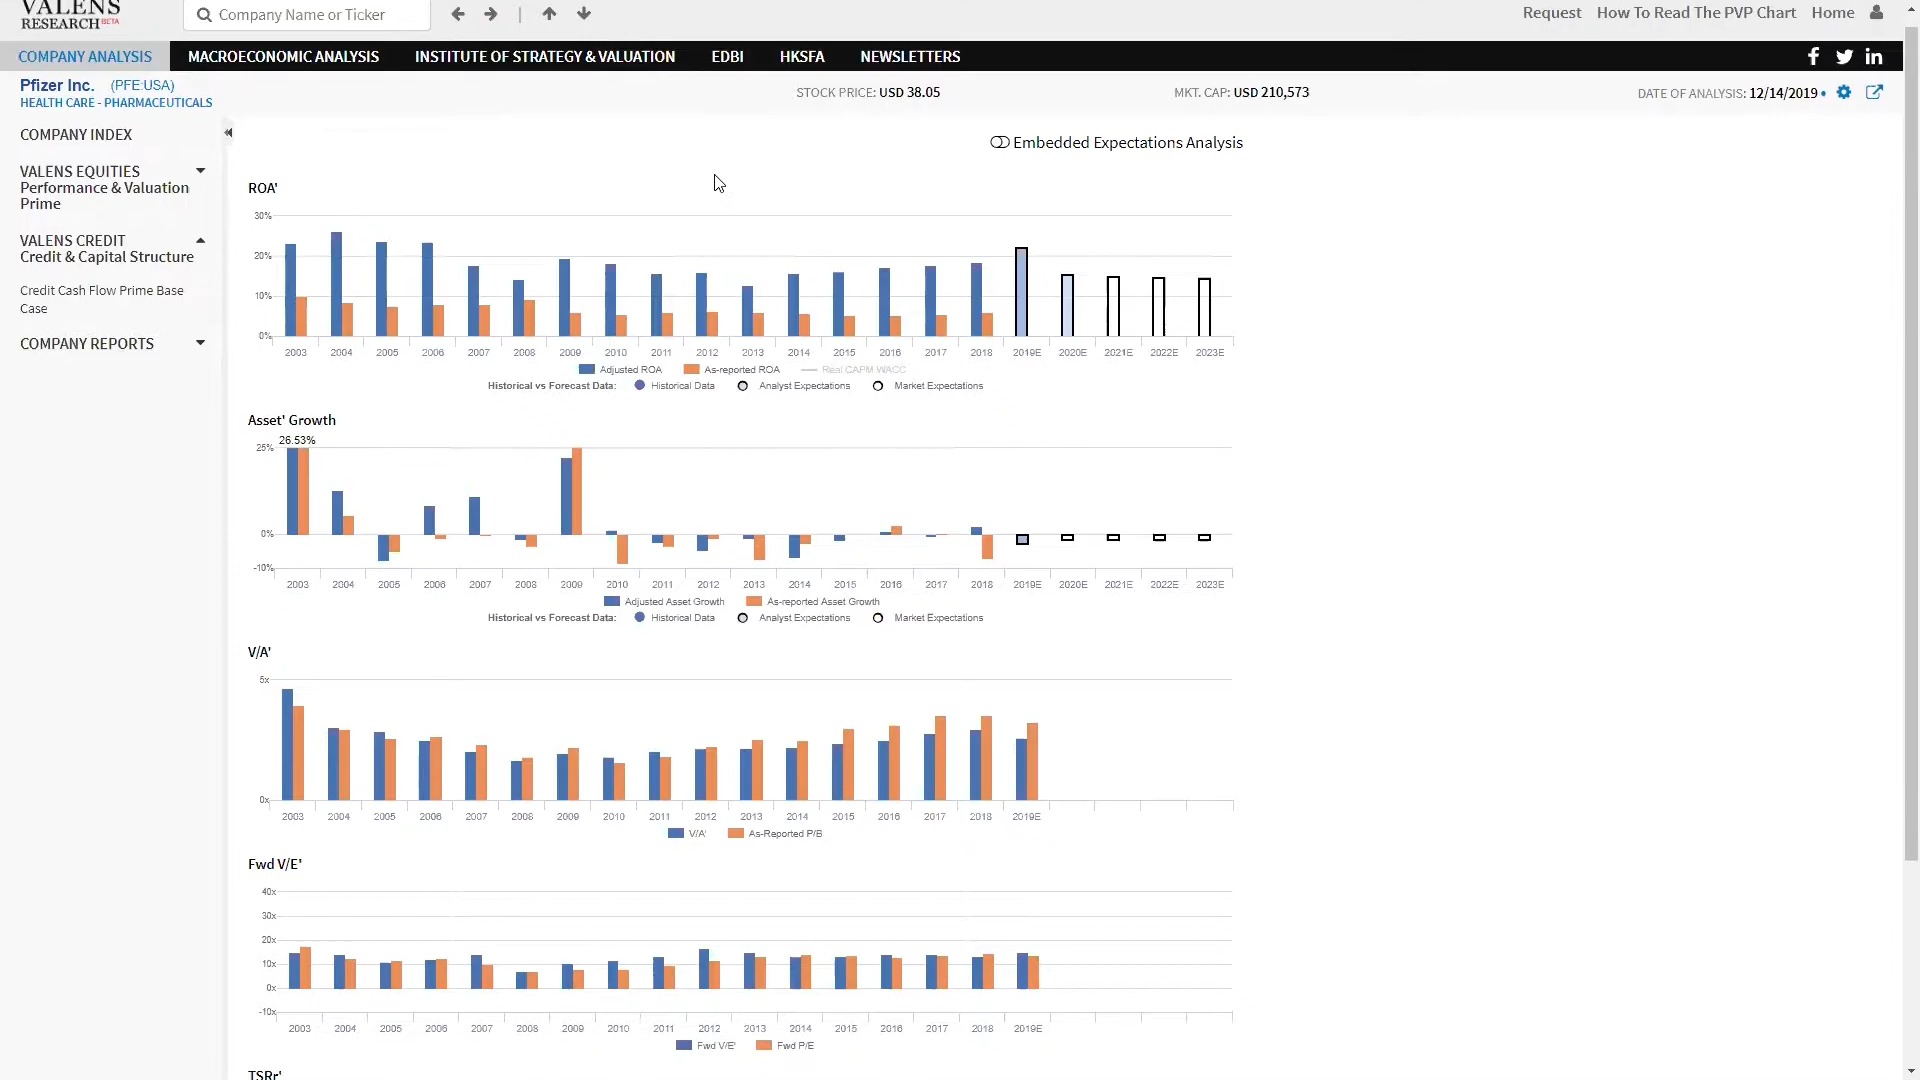 VALENS
RESEARCH BETA
Company Name or Ticker
|
Request How To Read The PVP Chart Home
COMPANY ANALYSIS MACROECONOMIC ANALYSIS INSTITUTE OF STRATEGY & VALUATION EDBI HKSFA NEWSLETTERS
Pfizer Inc. (PFE:USA)
HEALTH CARE - PHARMACEUTICALS
STOCK PRICE: USD 38.05
MKT. CAP: USD 210,573
DATE OF ANALYSIS: 12/14/2019
COMPANY INDEX
VALENS EQUITIES
Performance & Valuation
Prime
VALENS CREDIT
Credit & Capital Structure
Credit Cash Flow Prime Base
Case
COMPANY REPORTS
Embedded Expectations Analysis
ROA'
30%
20%
10%
0%
2003 2004 2005 2006 2007 2008 2009 2010 2011 2012 2013 2014 2015 2016 2017 2018 2019E 2020E 2021E 2022E 2023E
Adjusted ROA As-reported ROA Real CAPM WACC
Historical vs Forecast Data: Historical Data Analyst Expectations Market Expectations
Asset' Growth
26.53%
25%
0%
-10%
2003 2004 2005 2006 2007 2008 2009 2010 2011 2012 2013 2014 2015 2016 2017 2018 2019E 2020E 2021E 2022E 2023E
Adjusted Asset Growth As-reported Asset Growth
Historical vs Forecast Data: Historical Data Analyst Expectations Market Expectations
V/A'
5x
0x
2003 2004 2005 2006 2007 2008 2009 2010 2011 2012 2013 2014 2015 2016 2017 2018 2019E
V/A' As-Reported P/B
Fwd V/E'
40x
30x
20x
10x
0x
-10x
2003 2004 2005 2006 2007 2008 2009 2010 2011 2012 2013 2014 2015 2016 2017 2018 2019E
Fwd V/E' Fwd P/E
TSRr'